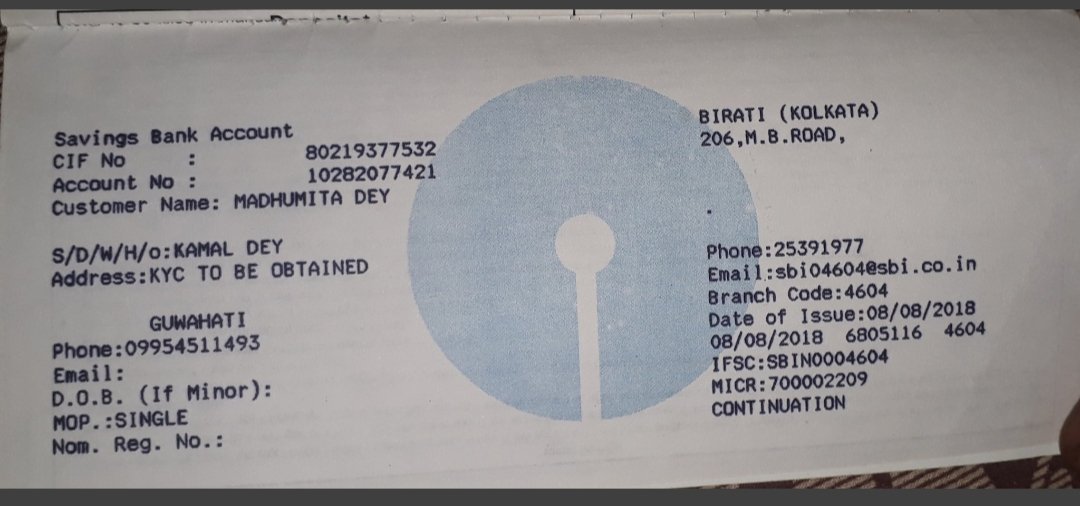 Savings Bank Account
CIF No : 80219377532
Account No : 10282077421
Customer Name: MADHUMITA DEY
S/D/W/H/o:KAMAL DEY
Address:KYC TO BE OBTAINED
GUWAHATI
Phone:09954511493
Email:
D.O.B. (If Minor):
MOP.:SINGLE
Nom. Reg. No.:
BIRATI (KOLKATA)
206,M.B.ROAD,
.
Phone:25391977
Email:sbi04604@sbi.co.in
Branch Code:4604
Date of Issue:08/08/2018
08/08/2018 6805116 4604
IFSC:SBIN0004604
MICR:700002209
CONTINUATION